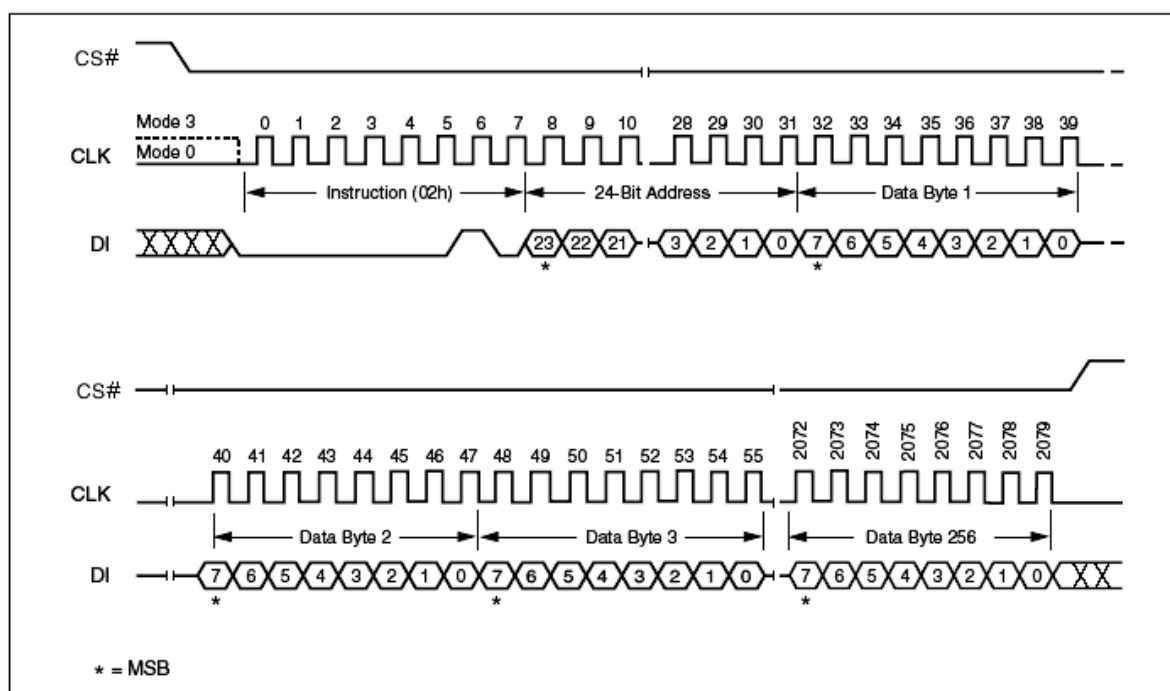 CS#
Mode 3
Mode 0
CLK
0 1 2 3 4 5 6 7 8 9 10 28 29 30 31 32 33 34 35 36 37 38 39
Instruction (02h) 24-Bit Address Data Byte 1
DI
23 22 21 3 2 1 0 7 6 5 4 3 2 1 0
* *
CS#
40 41 42 43 44 45 46 47 48 49 50 51 52 53 54 55 2072 2073 2074 2075 2076 2077 2078 2079
CLK
Data Byte 2 Data Byte 3 Data Byte 256
DI
7 6 5 4 3 2 1 0 7 6 5 4 3 2 1 0 7 6 5 4 3 2 1 0
* * *
* = MSB